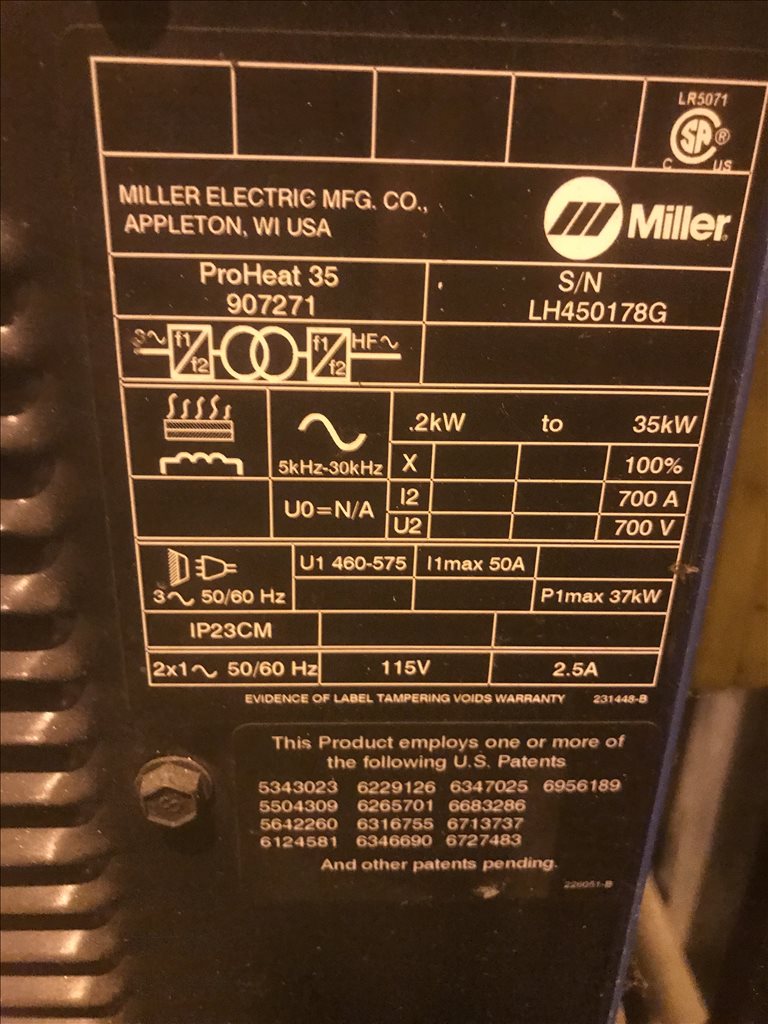 LR5071
SP ®
C US
MILLER ELECTRIC MFG. CO.,
APPLETON, WI USA
Miller
ProHeat 35
907271
S/N
LH450178G
3~ f1 f2 f1 f2 HF~
.2kW to 35kW
5kHz-30kHz X 100%
U0=N/A I2 700 A
U2 700 V
U1 460-575 I1max 50A
3~ 50/60 Hz P1max 37kW
IP23CM
2x1~ 50/60 Hz 115V 2.5A
EVIDENCE OF LABEL TAMPERING VOIDS WARRANTY 231448-B
This Product employs one or more of
the following U.S. Patents
5343023 6229126 6347025 6956189
5504309 6265701 6683286
5642260 6316755 6713737
6124581 6346690 6727483
And other patents pending.